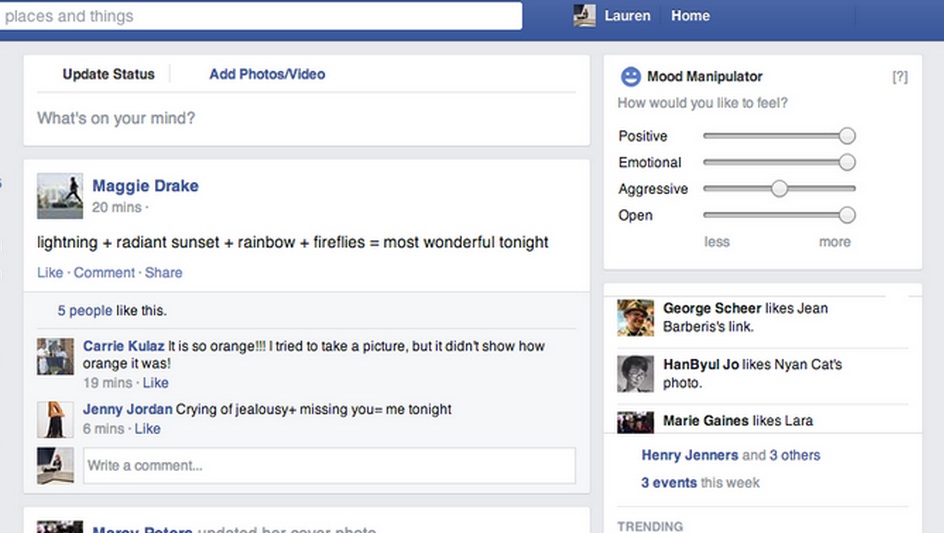 places and things
Lauren Home
Update Status Add Photos/Video
What's on your mind?
Maggie Drake
20 mins ·
lightning + radiant sunset + rainbow + fireflies = most wonderful tonight
Like · Comment · Share
5 people like this.
Carrie Kulaz It is so orange!!! I tried to take a picture, but it didn't show how
orange it was!
19 mins · Like
Jenny Jordan Crying of jealousy+ missing you= me tonight
6 mins · Like
Write a comment...
updated her cover photo
Mood Manipulator [?]
How would you like to feel?
Positive
Emotional
Aggressive
Open
less more
George Scheer likes Jean
Barberis's link.
HanByul Jo likes Nyan Cat's
photo.
Marie Gaines likes Lara
Henry Jenners and 3 others
3 events this week
TRENDING